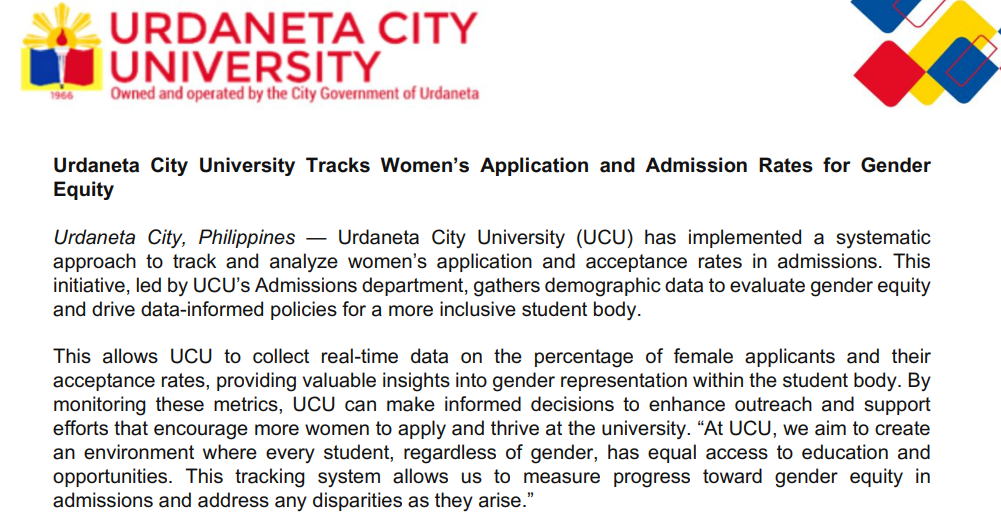 URDANETA CITY
UNIVERSITY
1966
Owned and operated by the City Government of Urdaneta
Urdaneta City University Tracks Women’s Application and Admission Rates for Gender
Equity
Urdaneta City, Philippines — Urdaneta City University (UCU) has implemented a systematic
approach to track and analyze women’s application and acceptance rates in admissions. This
initiative, led by UCU’s Admissions department, gathers demographic data to evaluate gender equity
and drive data-informed policies for a more inclusive student body.
This allows UCU to collect real-time data on the percentage of female applicants and their
acceptance rates, providing valuable insights into gender representation within the student body. By
monitoring these metrics, UCU can make informed decisions to enhance outreach and support
efforts that encourage more women to apply and thrive at the university. “At UCU, we aim to create
an environment where every student, regardless of gender, has equal access to education and
opportunities. This tracking system allows us to measure progress toward gender equity in
admissions and address any disparities as they arise.”